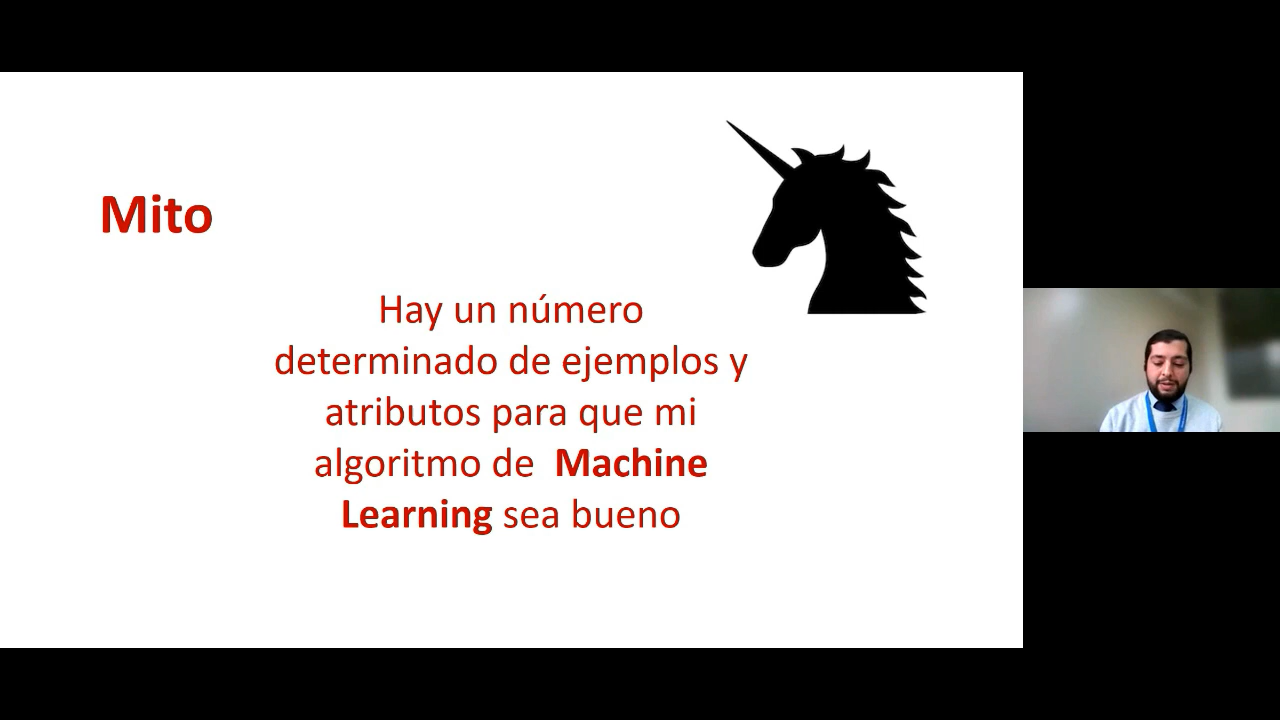 Mito
Hay un número
determinado de ejemplos y
atributos para que mi
algoritmo de Machine
Learning sea bueno